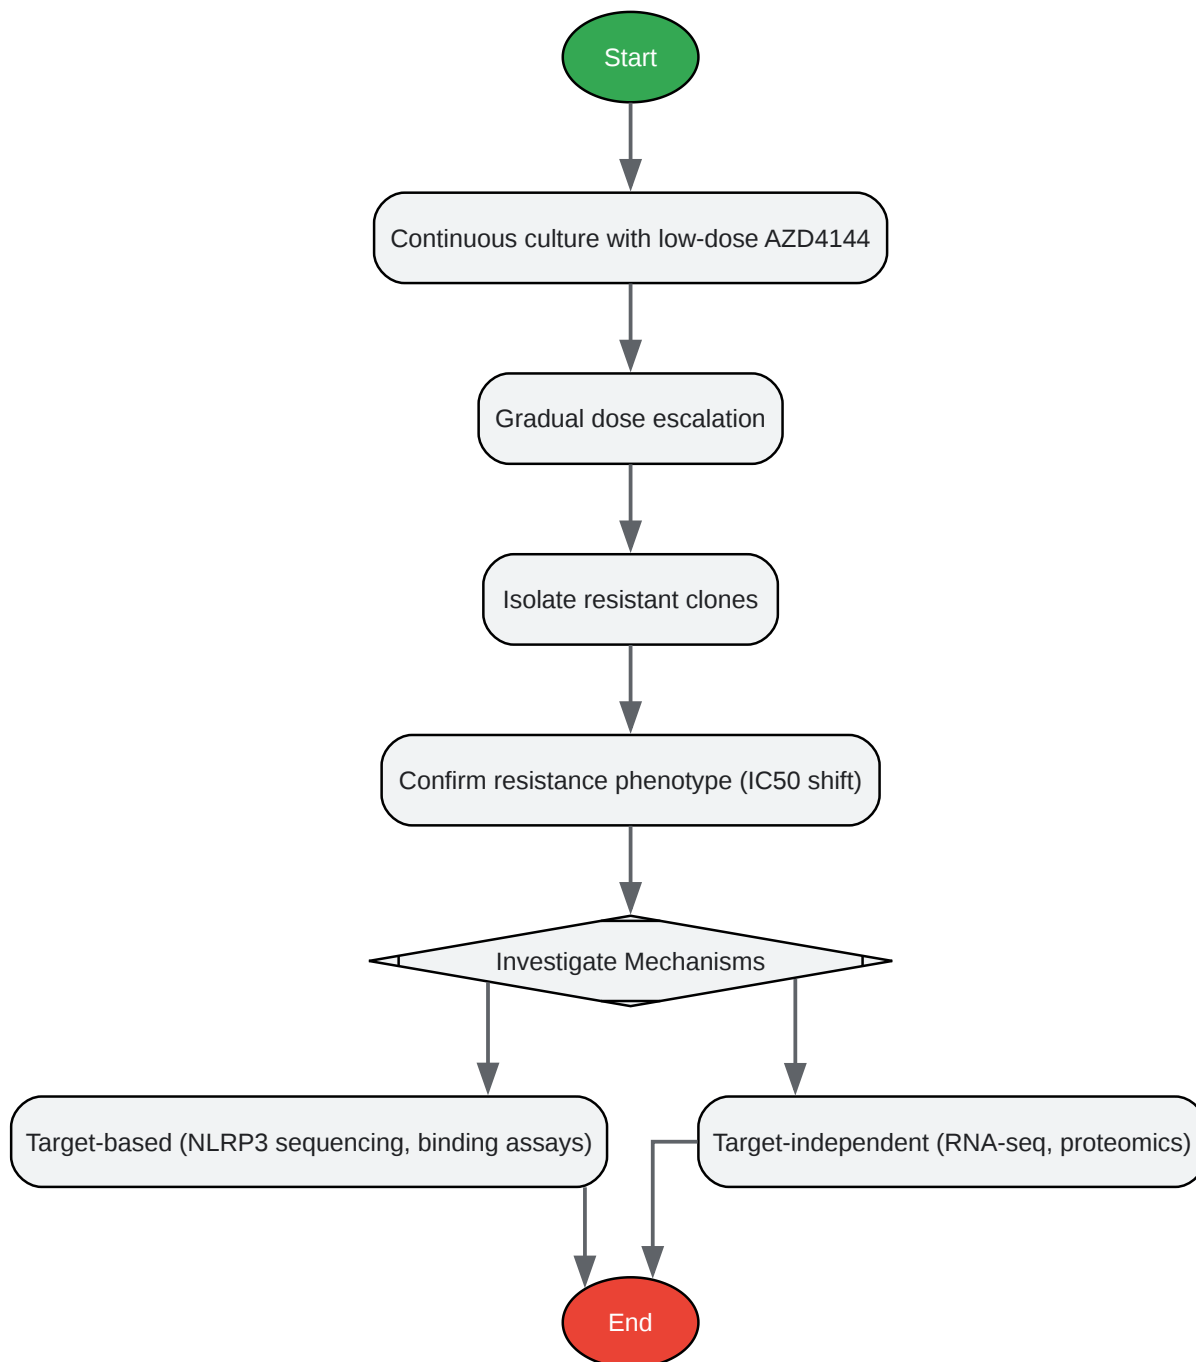 Start
Continuous culture with low-dose AZD4144
Gradual dose escalation
Isolate resistant clones
Confirm resistance phenotype (IC50 shift)
Investigate Mechanisms
Target-based (NLRP3 sequencing, binding assays)
Target-independent (RNA-seq, proteomics)
End